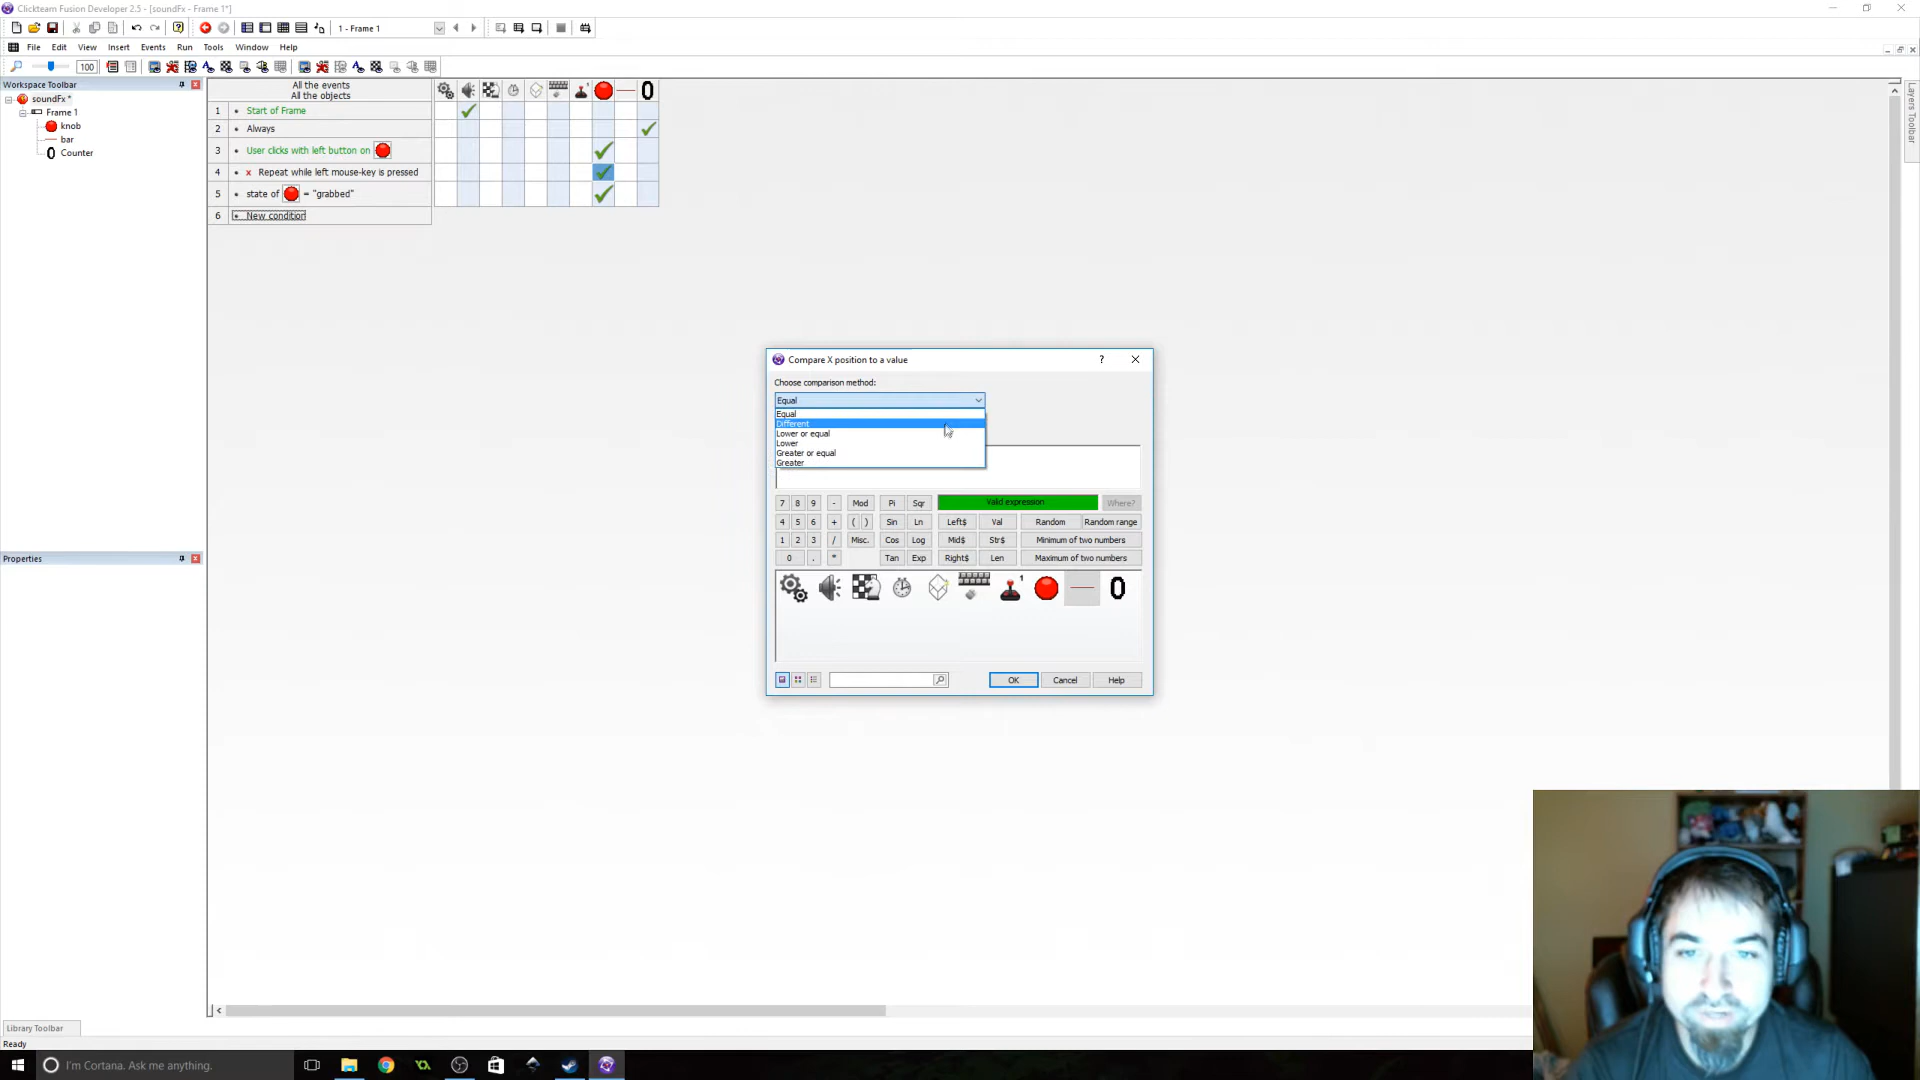 Clickteam Fusion Developer 2.5 - [soundFx - Frame 1*]
1 - Frame 1
File Edit View Insert Events Run Tools Window Help
100
Workspace Toolbar
soundFx *
Frame 1
knob
bar
Counter
All the events
All the objects
1 • Start of Frame
2 • Always
3 • User clicks with left button on
4 • x Repeat while left mouse-key is pressed
5 • state of = "grabbed"
6 • New condition
Layers Toolbar
Compare X position to a value ?
Choose comparison method:
Equal
Equal
Different
Lower or equal
Lower
Greater or equal
Greater
7 8 9 - Mod Pi Sqr Valid expression Where?
4 5 6 + ( ) Sin Ln Left$ Val Random Random range
1 2 3 / Misc. Cos Log Mid$ Str$ Minimum of two numbers
0 . * Tan Exp Right$ Len Maximum of two numbers
1
0
OK Cancel Help
Properties
Library Toolbar
Ready
I'm Cortana. Ask me anything.